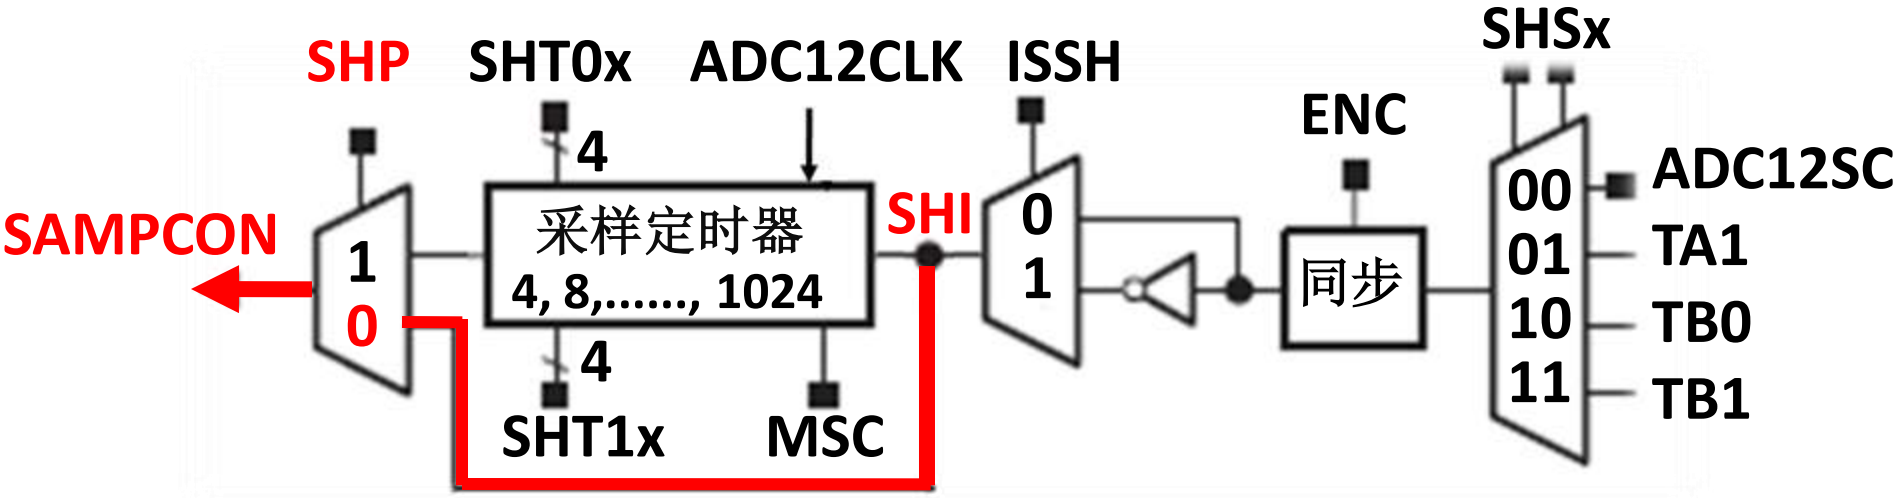 SHP
SHT0x
ADC12CLK
ISSH
SHSx
4
ENC
SAMPCON
1
0
采样定时器
4, 8,......, 1024
SHI
0
1
同步
00
01
10
11
ADC12SC
TA1
TB0
TB1
4
SHT1x
MSC